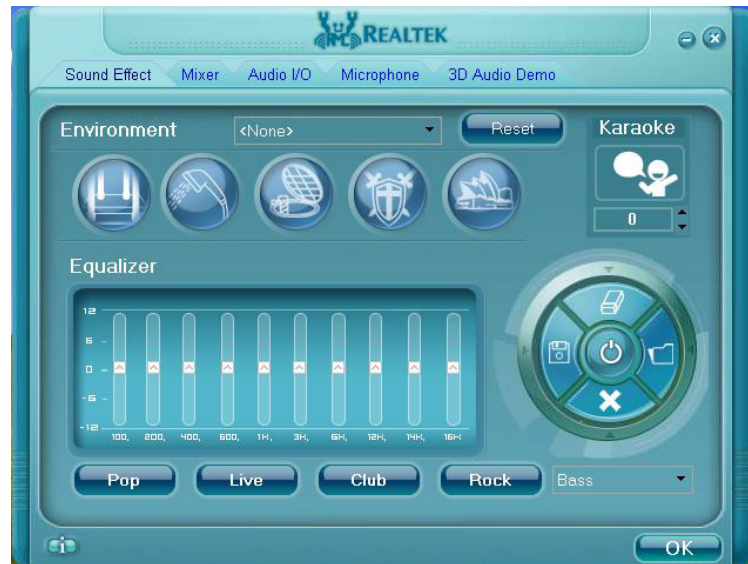 REALTEK
Sound Effect Mixer Audio I/O Microphone 3D Audio Demo
Environment <None> Reset Karaoke
0
Equalizer
12
6
0
-6
-12
100, 200, 400, 600, 1K, 3K, 6K, 12K, 14K, 16K
Pop Live Club Rock Bass
i OK